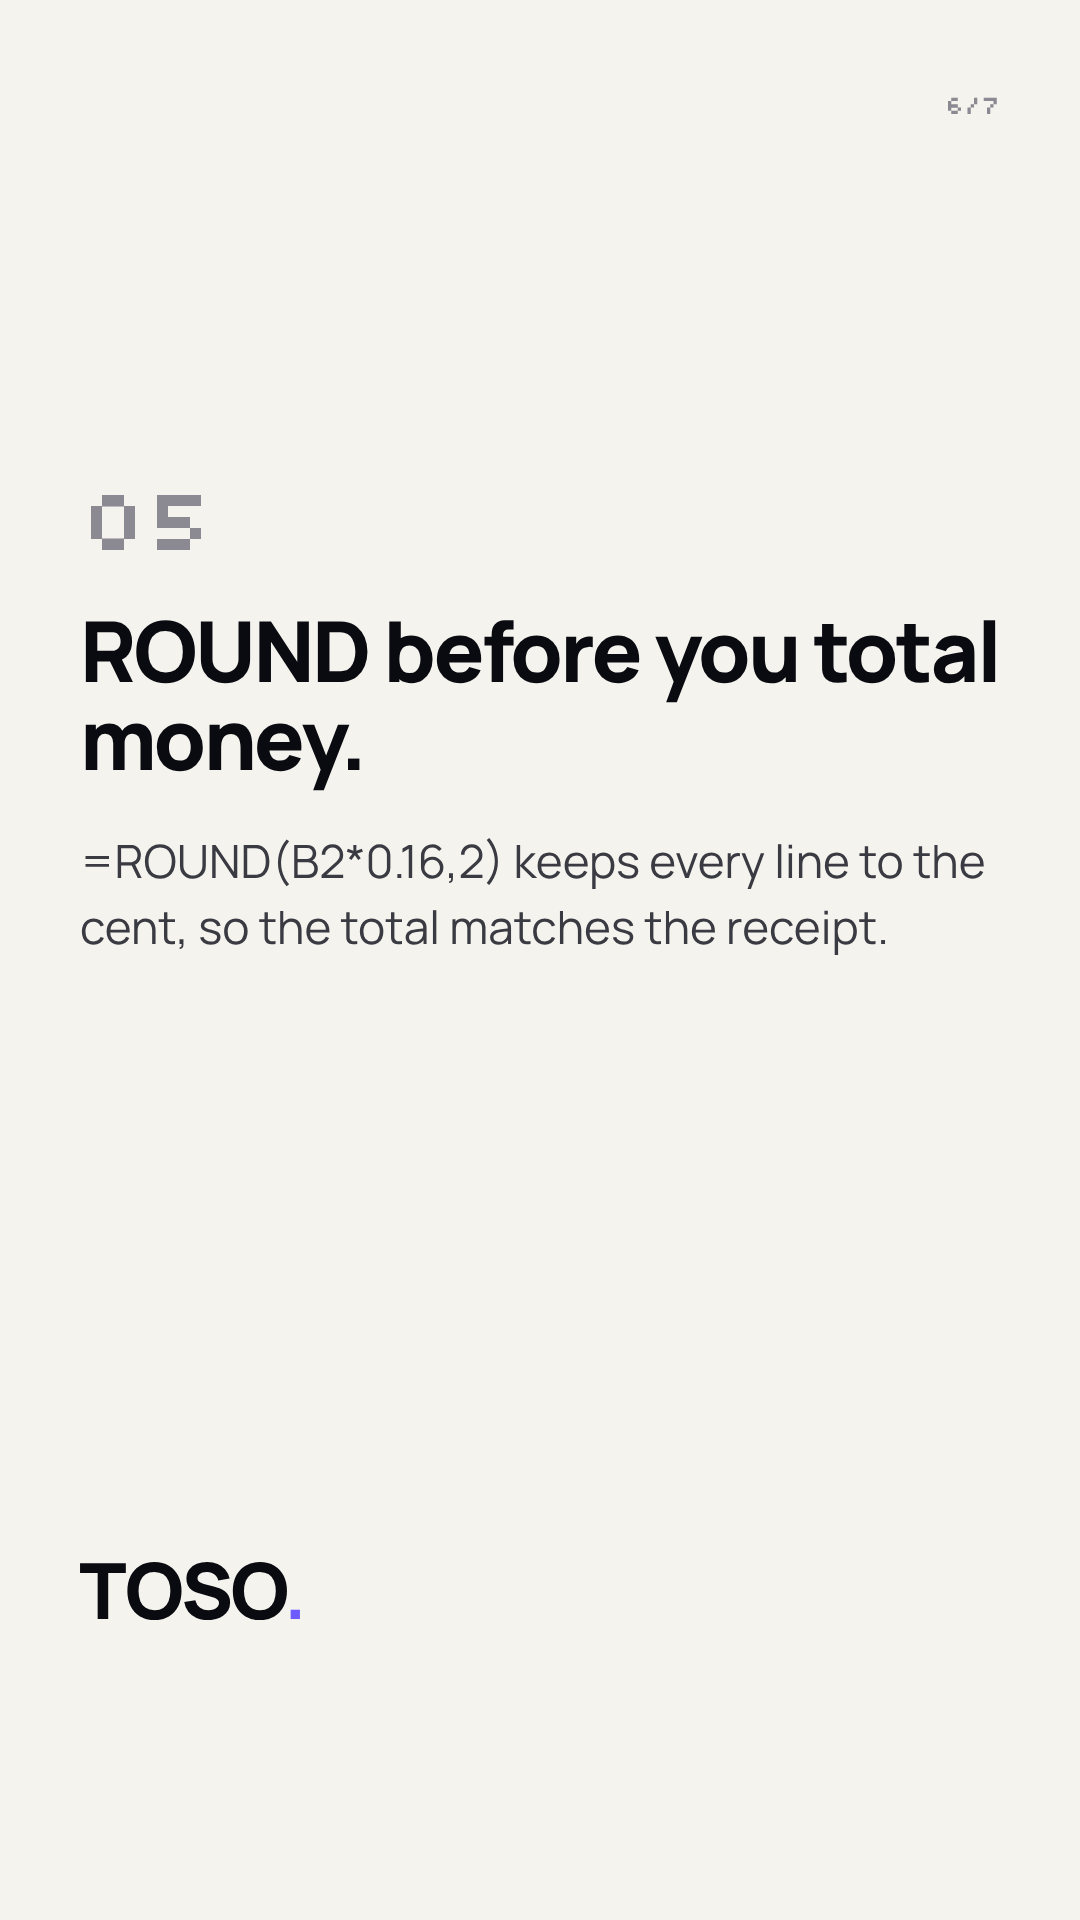 6/7
05
ROUND before you total
money.
=ROUND(B2*0.16,2) keeps every line to the
cent, so the total matches the receipt.
TOSO.